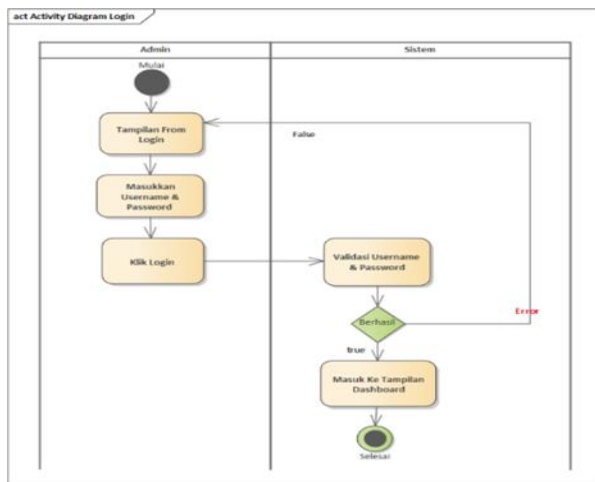 act Activity Diagram Login
Admin
Sistem
Mulai
Tampilan From
Login
False
Masukkan
Username &
Password
Klik Login
Validasi Username
& Password
Error
Berhasil
true
Masuk Ke Tampilan
Dashboard
Selesai